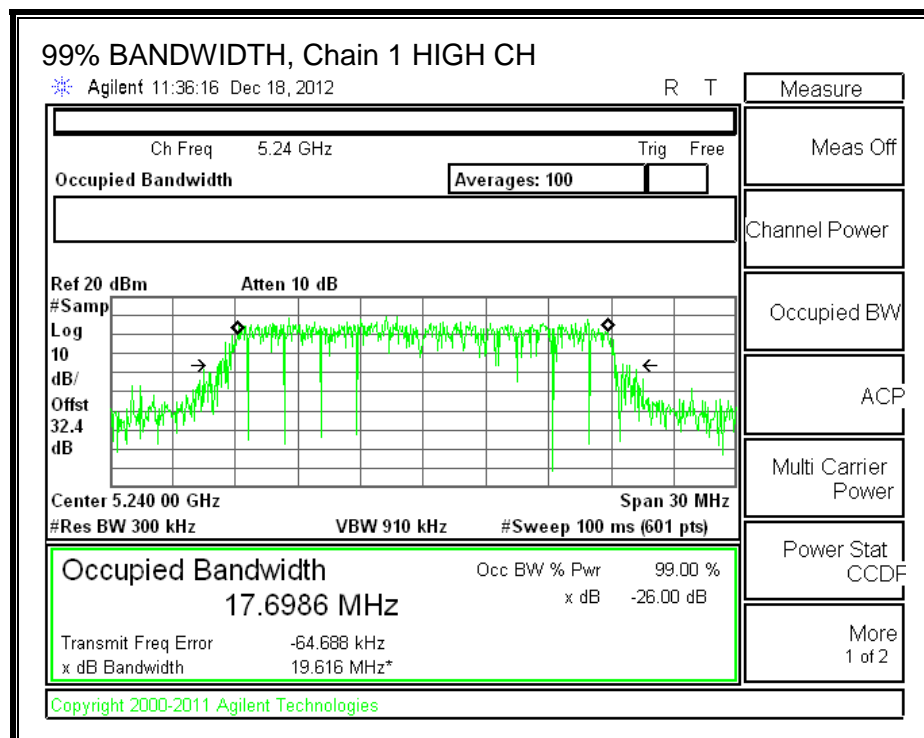 99% BANDWIDTH, Chain 1 HIGH CH
Agilent 11:36:16 Dec 18, 2012 R T
Measure
Ch Freq 5.24 GHz Trig Free
Meas Off
Occupied Bandwidth Averages: 100
Channel Power
Ref 20 dBm Atten 10 dB
#Samp
Log
10
dB/
Offst
32.4
dB
Occupied BW
ACP
Multi Carrier
Power
Center 5.240 00 GHz Span 30 MHz
#Res BW 300 kHz VBW 910 kHz #Sweep 100 ms (601 pts)
Power Stat
CCDF
Occupied Bandwidth Occ BW % Pwr 99.00 %
17.6986 MHz x dB -26.00 dB
Transmit Freq Error -64.688 kHz
x dB Bandwidth 19.616 MHz*
More
1 of 2
Copyright 2000-2011 Agilent Technologies